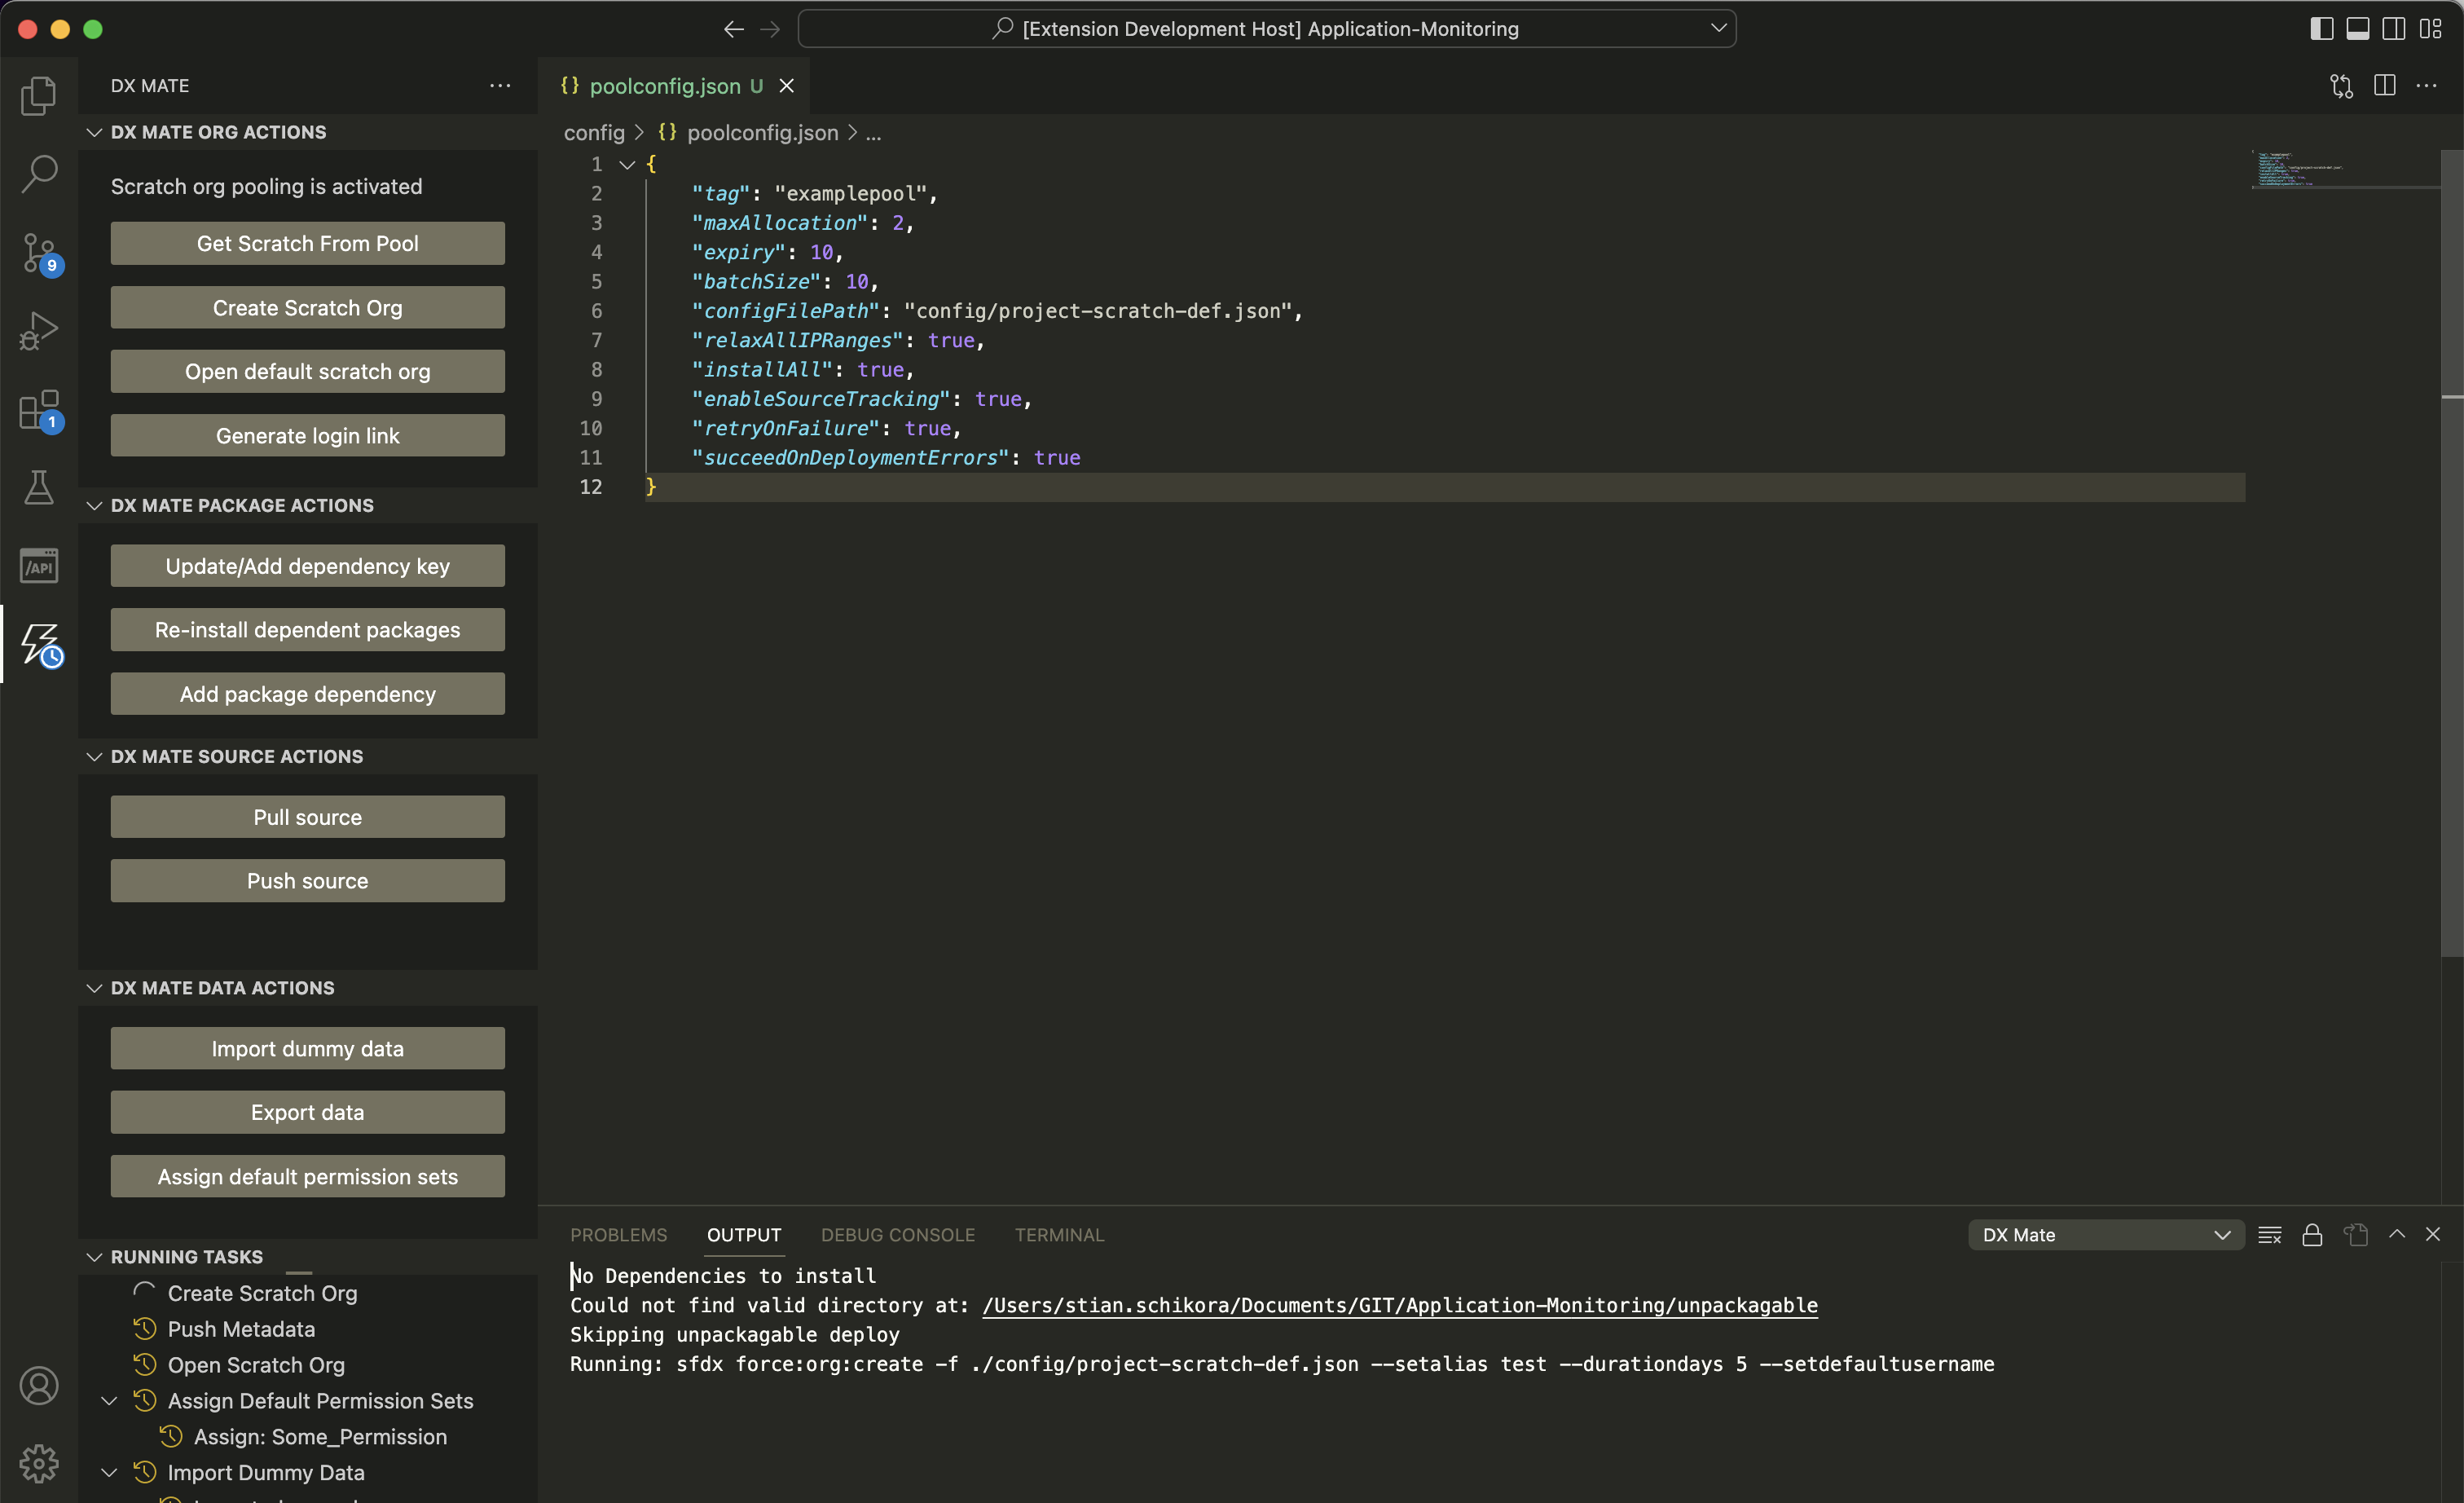 [Extension Development Host] Application-Monitoring
DX MATE
DX MATE ORG ACTIONS
Scratch org pooling is activated
Get Scratch From Pool
Create Scratch Org
Open default scratch org
Generate login link
DX MATE PACKAGE ACTIONS
Update/Add dependency key
Re-install dependent packages
Add package dependency
DX MATE SOURCE ACTIONS
Pull source
Push source
DX MATE DATA ACTIONS
Import dummy data
Export data
Assign default permission sets
RUNNING TASKS
Create Scratch Org
Push Metadata
Open Scratch Org
Assign Default Permission Sets
Assign: Some_Permission
Import Dummy Data
9
1
/API
{} poolconfig.json U
config > {} poolconfig.json > ...
1 {
2 "tag": "examplepool",
3 "maxAllocation": 2,
4 "expiry": 10,
5 "batchSize": 10,
6 "configFilePath": "config/project-scratch-def.json",
7 "relaxAllIPRanges": true,
8 "installAll": true,
9 "enableSourceTracking": true,
10 "retryOnFailure": true,
11 "succeedOnDeploymentErrors": true
12 }
PROBLEMS OUTPUT DEBUG CONSOLE TERMINAL DX Mate
No Dependencies to install
Could not find valid directory at: /Users/stian.schikora/Documents/GIT/Application-Monitoring/unpackagable
Skipping unpackagable deploy
Running: sfdx force:org:create -f ./config/project-scratch-def.json --setalias test --durationdays 5 --setdefaultusername